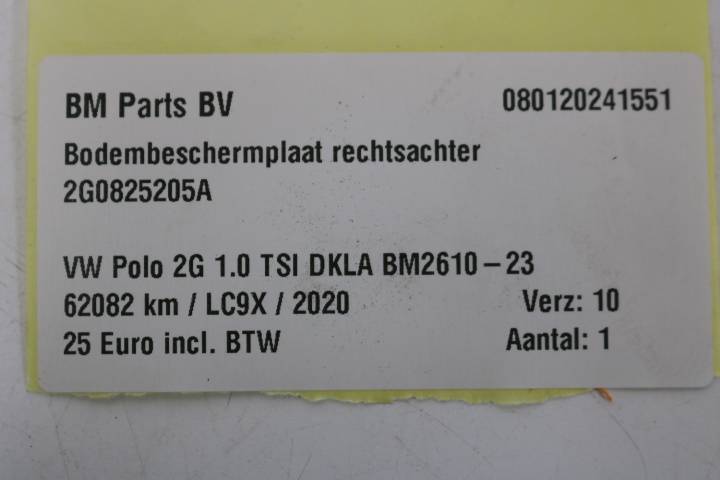 BM Parts BV 080120241551
Bodembeschermplaat rechtsachter
2G0825205A
VW Polo 2G 1.0 TSI DKLA BM2610-23
62082 km / LC9X / 2020 Verz: 10
25 Euro incl. BTW Aantal: 1